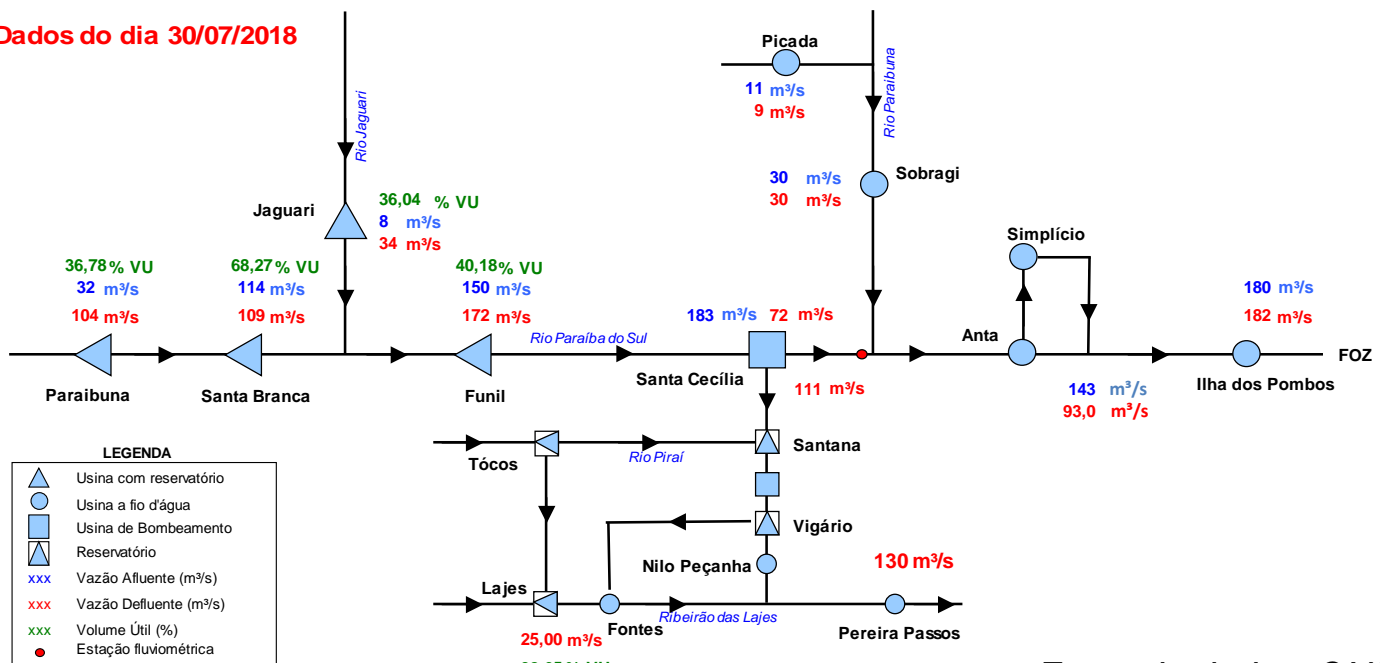 Dados do dia 30/07/2018
Picada
11 m³/s
9 m³/s
Rio Paraibuna
Rio Jaguari
30 m³/s
30 m³/s
Sobragi
Jaguari
36,04 % VU
8 m³/s
34 m³/s
Simplício
36,78 % VU
32 m³/s
104 m³/s
68,27 % VU
114 m³/s
109 m³/s
40,18 % VU
150 m³/s
172 m³/s
183 m³/s 72 m³/s
180 m³/s
182 m³/s
Rio Paraíba do Sul
Anta
FOZ
Paraibuna
Santa Branca
Funil
Santa Cecília
111 m³/s
143 m³/s
93,0 m³/s
Ilha dos Pombos
Tócos
Rio Piraí
Santana
Vigário
Nilo Peçanha
130 m³/s
Lajes
Fontes
Ribeirão das Lajes
Pereira Passos
25,00 m³/s
LEGENDA
Usina com reservatório
Usina a fio d'água
Usina de Bombeamento
Reservatório
xxx Vazão Afluente (m³/s)
xxx Vazão Defluente (m³/s)
xxx Volume Útil (%)
Estação fluviométrica